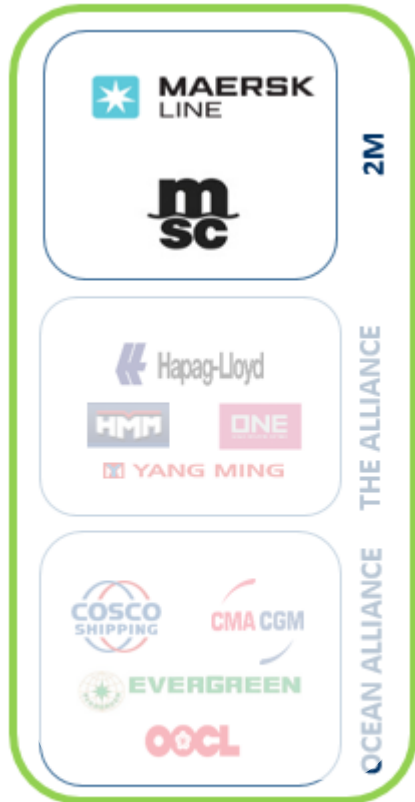 MAERSK
LINE
m
sc
2M
Hapag-Lloyd
HMM
ONE
YANG MING
THE ALLIANCE
COSCO
SHIPPING
CMA CGM
EVERGREEN
OOCL
OCEAN ALLIANCE